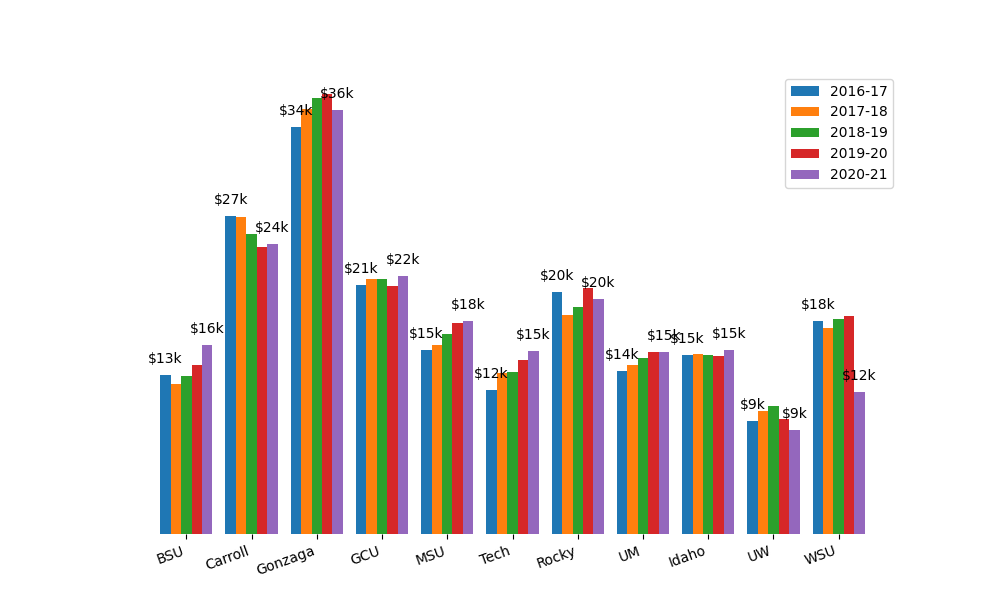 2016-17
2017-18
2018-19
2019-20
2020-21
$13k
$16k
$27k
$24k
$34k
$36k
$21k
$22k
$15k
$18k
$12k
$15k
$20k
$20k
$14k
$15k
$15k
$15k
$9k
$9k
$18k
$12k
BSU
Carroll
Gonzaga
GCU
MSU
Tech
Rocky
UM
Idaho
UW
WSU